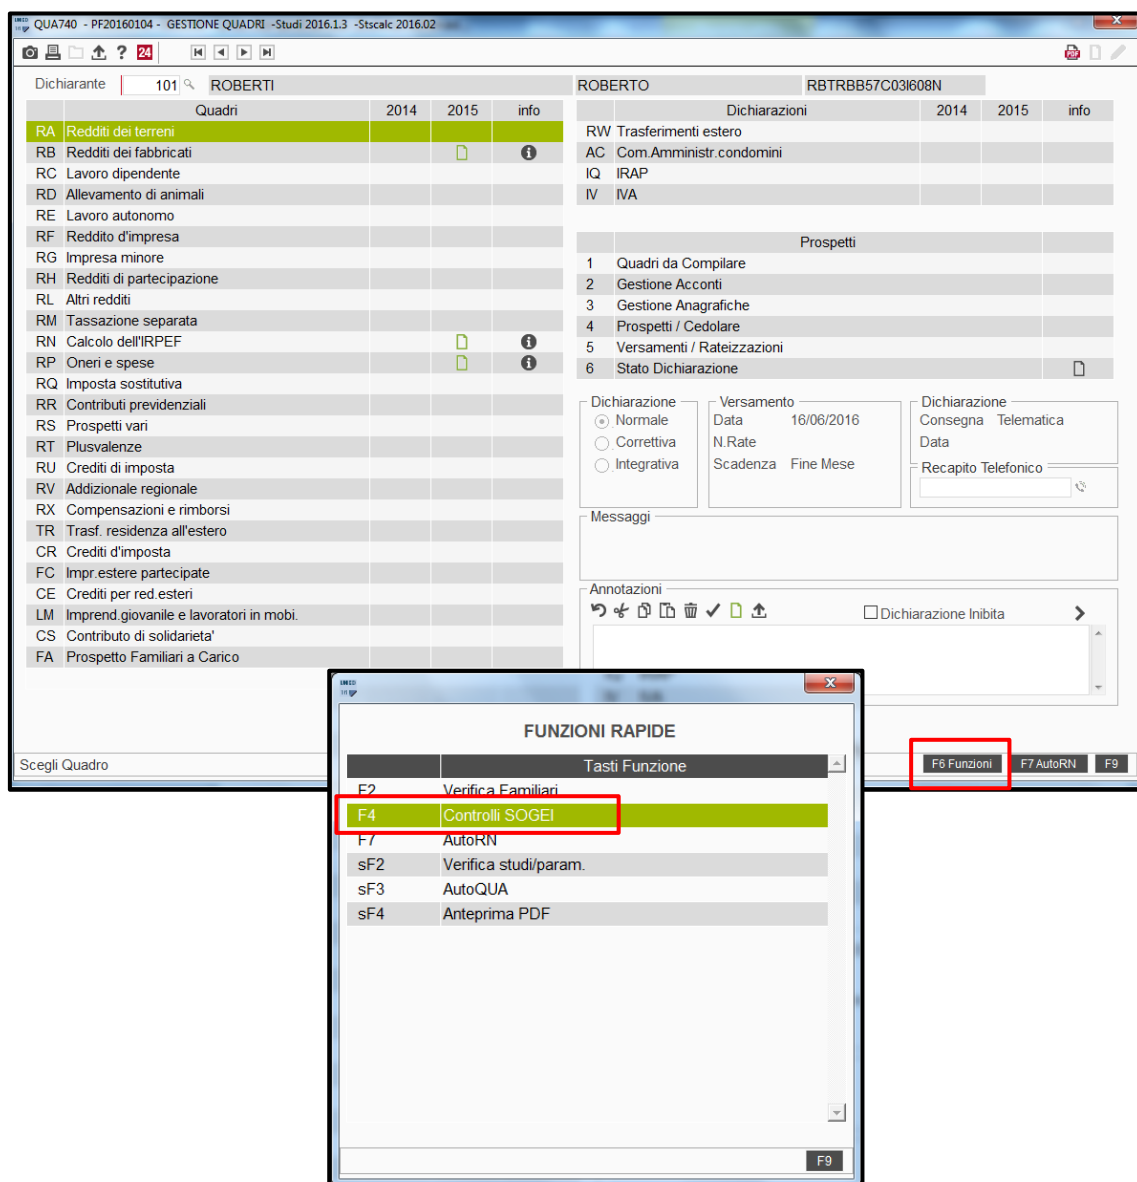 QUA740 - PF20160104 - GESTIONE QUADRI -Studi 2016.1.3 -Stscalc 2016.02
? 24 PDF
Dichiarante 101 ROBERTI ROBERTO RBTRBB57C03I608N
Quadri 2014 2015 info
RA Redditi dei terreni
RB Redditi dei fabbricati
RC Lavoro dipendente
RD Allevamento di animali
RE Lavoro autonomo
RF Reddito d'impresa
RG Impresa minore
RH Redditi di partecipazione
RL Altri redditi
RM Tassazione separata
RN Calcolo dell'IRPEF
RP Oneri e spese
RQ Imposta sostitutiva
RR Contributi previdenziali
RS Prospetti vari
RT Plusvalenze
RU Crediti di imposta
RV Addizionale regionale
RX Compensazioni e rimborsi
TR Trasf. residenza all'estero
CR Crediti d'imposta
FC Impr.estere partecipate
CE Crediti per red.esteri
LM Imprend.giovanile e lavoratori in mobi.
CS Contributo di solidarieta'
FA Prospetto Familiari a Carico
Dichiarazioni 2014 2015 info
RW Trasferimenti estero
AC Com.Amministr.condomini
IQ IRAP
IV IVA
Prospetti
1 Quadri da Compilare
2 Gestione Acconti
3 Gestione Anagrafiche
4 Prospetti / Cedolare
5 Versamenti / Rateizzazioni
6 Stato Dichiarazione
Dichiarazione
Normale
Correttiva
Integrativa
Versamento
Data 16/06/2016
N.Rate
Scadenza Fine Mese
Dichiarazione
Consegna Telematica
Data
Recapito Telefonico
Messaggi
Annotazioni
Dichiarazione Inibita
Scegli Quadro
F6 Funzioni F7 AutoRN F9
FUNZIONI RAPIDE
Tasti Funzione
F2 Verifica Familiari
F4 Controlli SOGEI
F7 AutoRN
sF2 Verifica studi/param.
sF3 AutoQUA
sF4 Anteprima PDF
F9